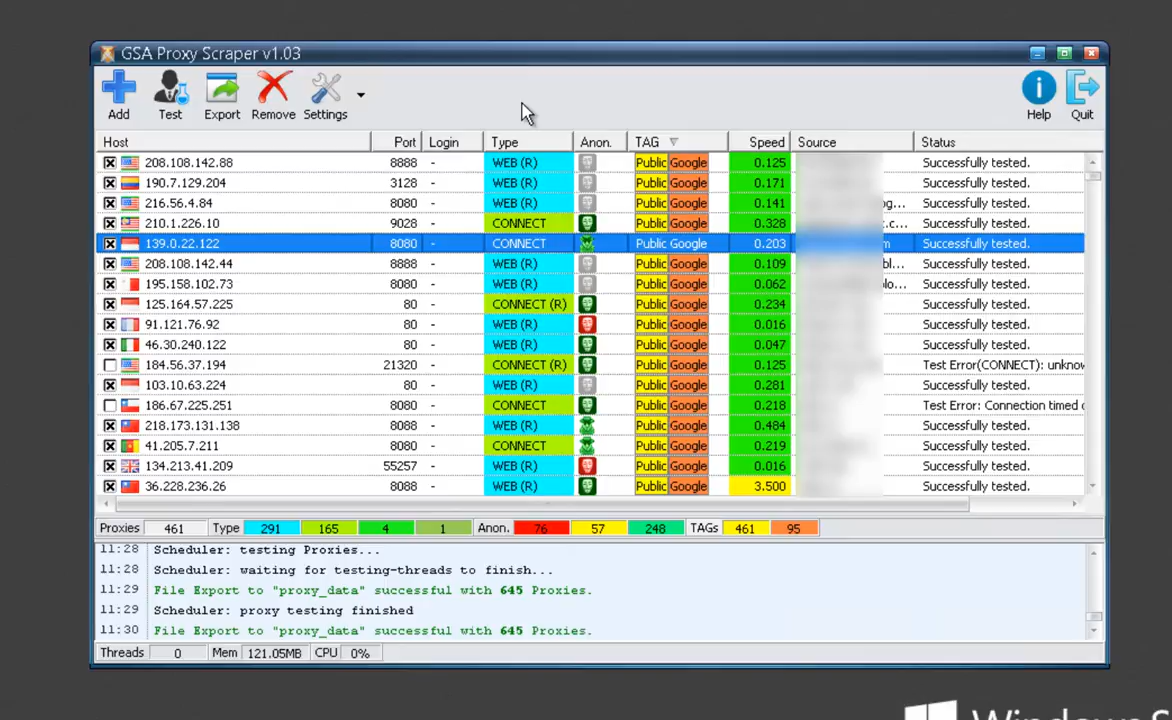 GSA Proxy Scraper v1.03
Add Test Export Remove Settings Help Quit
Host Port Login Type Anon. TAG Speed Source Status
208.108.142.88 8888 - WEB (R) Public Google 0.125 Successfully tested.
190.7.129.204 3128 - WEB (R) Public Google 0.171 Successfully tested.
216.56.4.84 80 - WEB (R) Public Google 0.141 og... Successfully tested.
210.1.226.10 9028 - CONNECT Public Google 0.328 .c... Successfully tested.
139.0.22.122 8080 - CONNECT Public Google 0.203 m Successfully tested.
208.108.142.44 8888 - WEB (R) Public Google 0.109 bl... Successfully tested.
195.158.102.73 8080 - WEB (R) Public Google 0.062 lo... Successfully tested.
125.164.57.225 80 - CONNECT (R) Public Google 0.234 Successfully tested.
91.121.76.92 80 - WEB (R) Public Google 0.016 Successfully tested.
46.30.240.122 80 - WEB (R) Public Google 0.047 Successfully tested.
184.56.37.194 21320 - CONNECT (R) Public Google 0.125 Test Error(CONNECT): unknow
103.10.63.224 80 - WEB (R) Public Google 0.281 Successfully tested.
186.67.225.251 8080 - CONNECT Public Google 0.218 Test Error: Connection timed
218.173.131.138 8088 - WEB (R) Public Google 0.484 Successfully tested.
41.205.7.211 8080 - CONNECT Public Google 0.219 Successfully tested.
134.213.41.209 55257 - WEB (R) Public Google 0.016 Successfully tested.
36.228.236.26 8088 - WEB (R) Public Google 3.500 Successfully tested.
Proxies 461 Type 291 165 4 1 Anon. 76 57 248 TAGs 461 95
11:28 Scheduler: testing Proxies...
11:28 Scheduler: waiting for testing-threads to finish...
11:29 File Export to "proxy_data" successful with 645 Proxies.
11:29 Scheduler: proxy testing finished
11:30 File Export to "proxy_data" successful with 645 Proxies.
Threads 0 Mem 121.05MB CPU 0%
Windows S